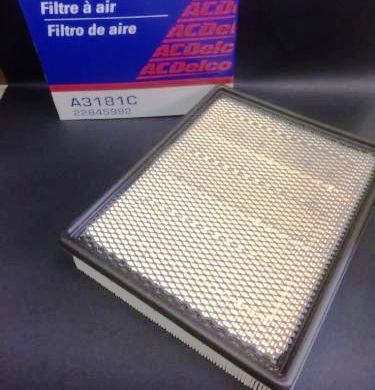 Filtre à air
Filtro de aire
ACDelco
ACDelco
ACDelco
ACDelco
A3181C
22845992